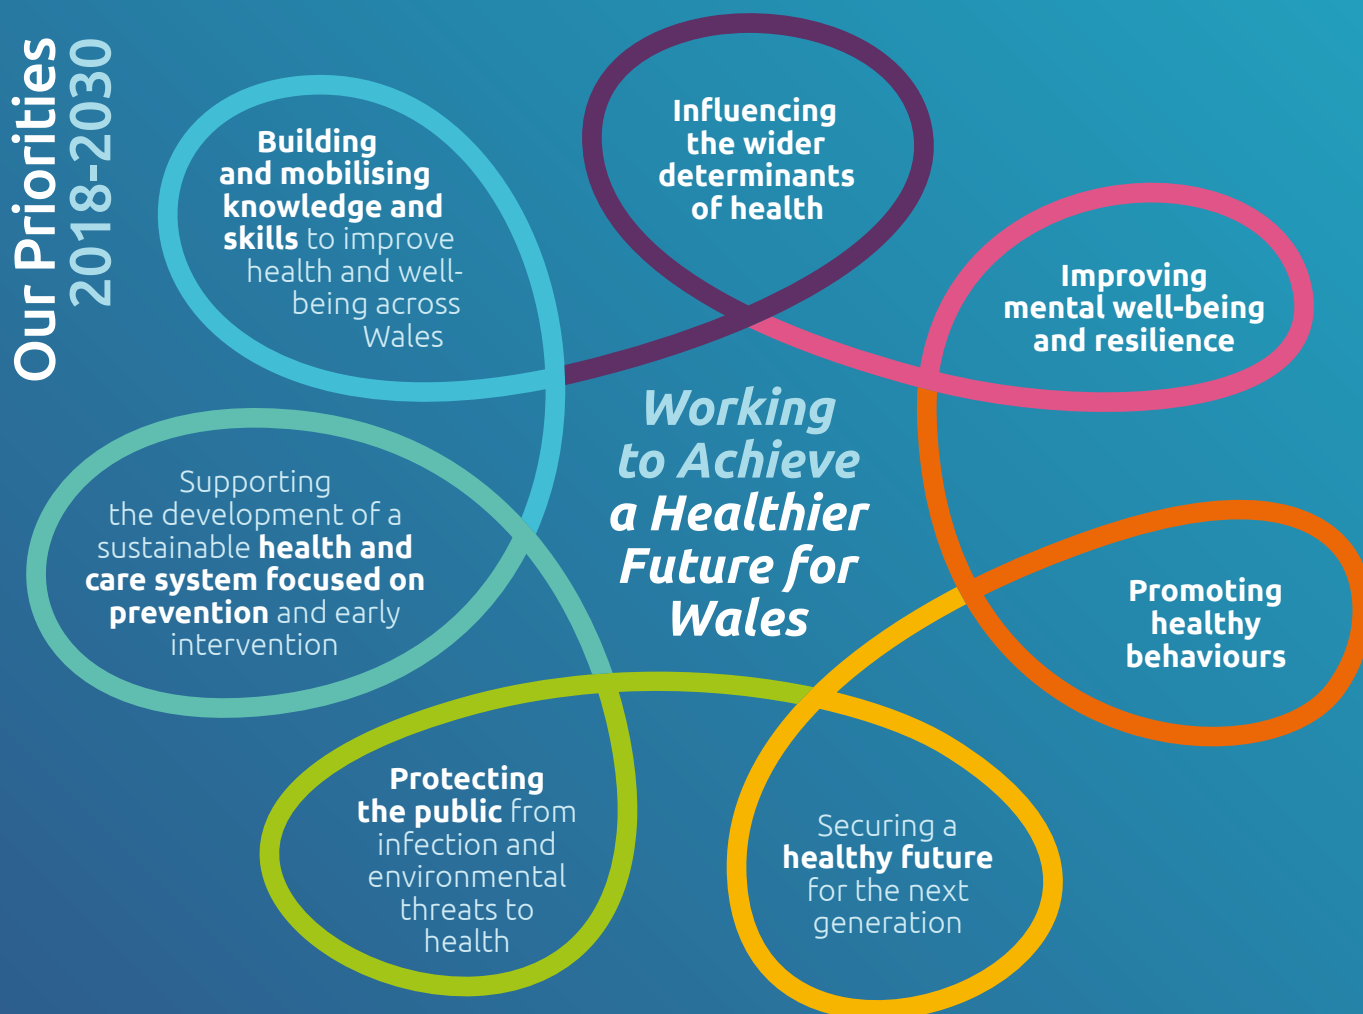 Our Priorities
2018-2030
Building
and mobilising
knowledge and
skills to improve
health and well-
being across
Wales
Influencing
the wider
determinants
of health
Improving
mental well-being
and resilience
Working
to Achieve
a Healthier
Future for
Wales
Supporting
the development of a
sustainable health and
care system focused on
prevention and early
intervention
Promoting
healthy
behaviours
Protecting
the public from
infection and
environmental
threats to
health
Securing a
healthy future
for the next
generation